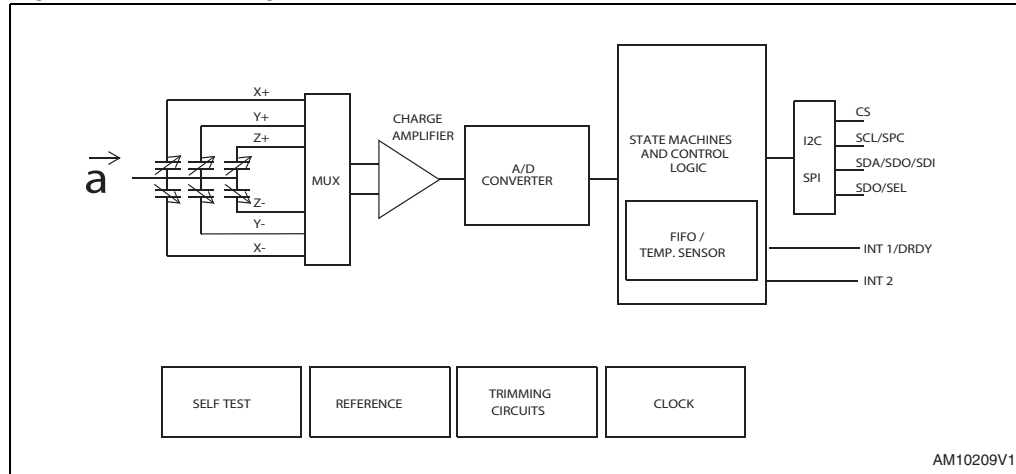 X+
Y+
Z+
a
Z-
Y-
X-
MUX
CHARGE
AMPLIFIER
A/D
CONVERTER
STATE MACHINES
AND CONTROL
LOGIC
FIFO /
TEMP. SENSOR
I2C
SPI
CS
SCL/SPC
SDA/SDO/SDI
SDO/SEL
INT 1/DRDY
INT 2
SELF TEST
REFERENCE
TRIMMING
CIRCUITS
CLOCK
AM10209V1